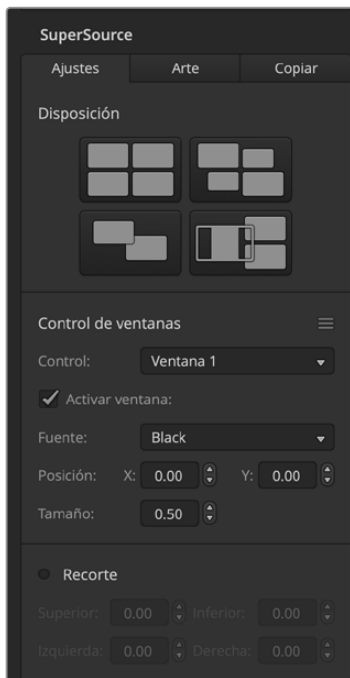 SuperSource
Ajustes Arte Copiar
Disposición
Control de ventanas
Control: Ventana 1
Activar ventana:
Fuente: Black
Posición: X: 0.00 Y: 0.00
Tamaño: 0.50
Recorte
Superior: 0.00 Inferior: 0.00
Izquierda: 0.00 Derecha: 0.00